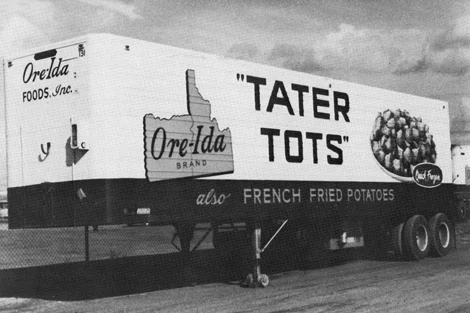 Ore-Ida
FOODS, Inc.
Ore-Ida
BRAND
"TATER
TOTS"
Quick Frozen
also FRENCH FRIED POTATOES